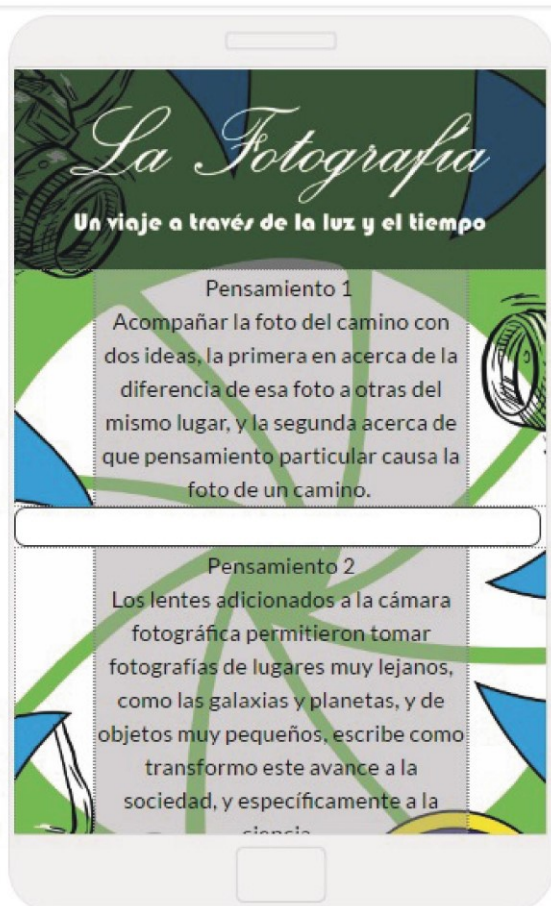 La Fotografía
Un viaje a través de la luz y el tiempo
Pensamiento 1
Acompañar la foto del camino con
dos ideas, la primera en acerca de la
diferencia de esa foto a otras del
mismo lugar, y la segunda acerca de
que pensamiento particular causa la
foto de un camino.
Pensamiento 2
Los lentes adicionados a la cámara
fotográfica permitieron tomar
fotografías de lugares muy lejanos,
como las galaxias y planetas, y de
objetos muy pequeños, escribe como
transformo este avance a la
sociedad, y específicamente a la
ciencia